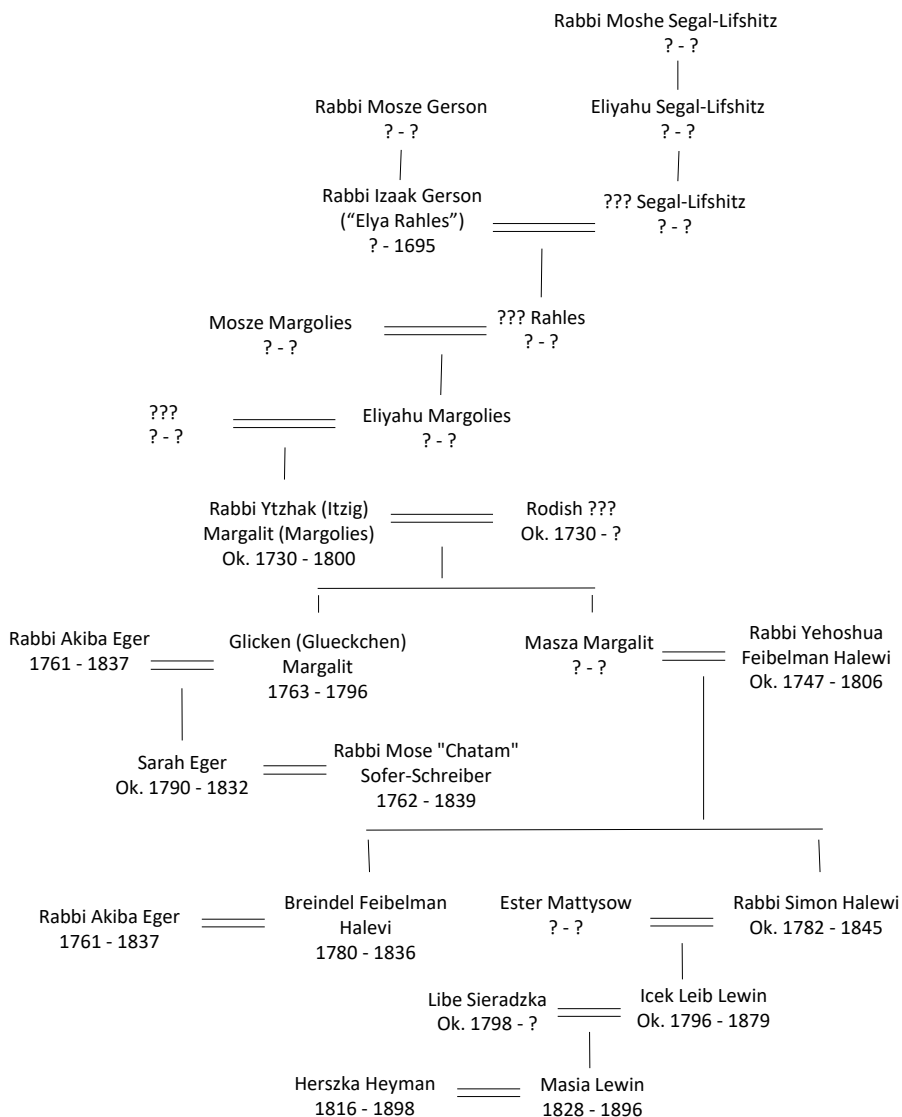 Rabbi Moshe Segal-Lifshitz
? - ?
Rabbi Mosze Gerson
? - ?
Eliyahu Segal-Lifshitz
? - ?
Rabbi Izaak Gerson
(“Elya Rahles”)
? - 1695
??? Segal-Lifshitz
? - ?
Mosze Margolies
? - ?
??? Rahles
? - ?
???
? - ?
Eliyahu Margolies
? - ?
Rabbi Ytzhak (Itzig)
Margalit (Margolies)
Ok. 1730 - 1800
Rodish ???
Ok. 1730 - ?
Rabbi Akiba Eger
1761 - 1837
Glicken (Glueckchen)
Margalit
1763 - 1796
Masza Margalit
? - ?
Rabbi Yehoshua
Feibelman Halewi
Ok. 1747 - 1806
Sarah Eger
Ok. 1790 - 1832
Rabbi Mose "Chatam"
Sofer-Schreiber
1762 - 1839
Rabbi Akiba Eger
1761 - 1837
Breindel Feibelman
Halevi
1780 - 1836
Ester Mattysow
? - ?
Rabbi Simon Halewi
Ok. 1782 - 1845
Libe Sieradzka
Ok. 1798 - ?
Icek Leib Lewin
Ok. 1796 - 1879
Herszka Heyman
1816 - 1898
Masia Lewin
1828 - 1896